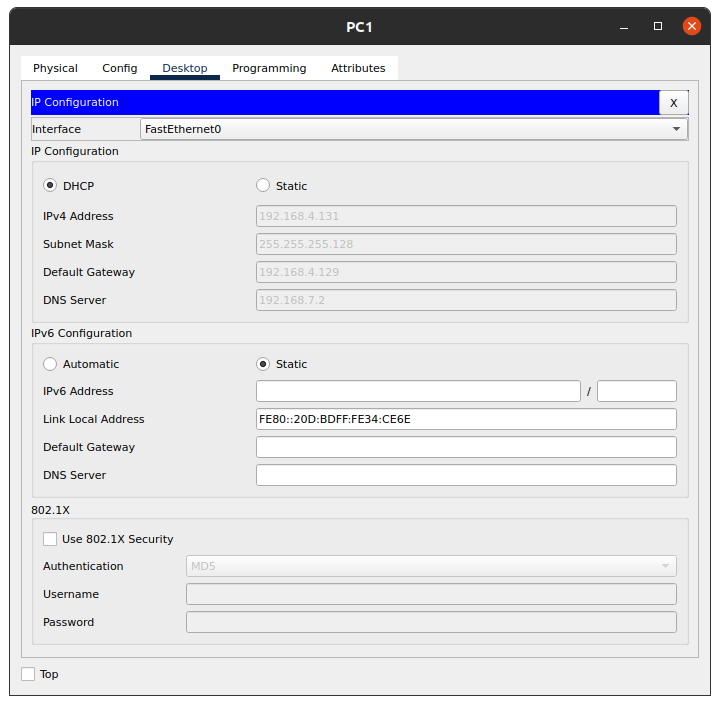 PC1
Physical Config Desktop Programming Attributes
IP Configuration X
Interface FastEthernet0
IP Configuration
DHCP Static
IPv4 Address 192.168.4.131
Subnet Mask 255.255.255.128
Default Gateway 192.168.4.129
DNS Server 192.168.7.2
IPv6 Configuration
Automatic Static
IPv6 Address /
Link Local Address FE80::20D:BDFF:FE34:CE6E
Default Gateway
DNS Server
802.1X
Use 802.1X Security
Authentication MD5
Username
Password
Top